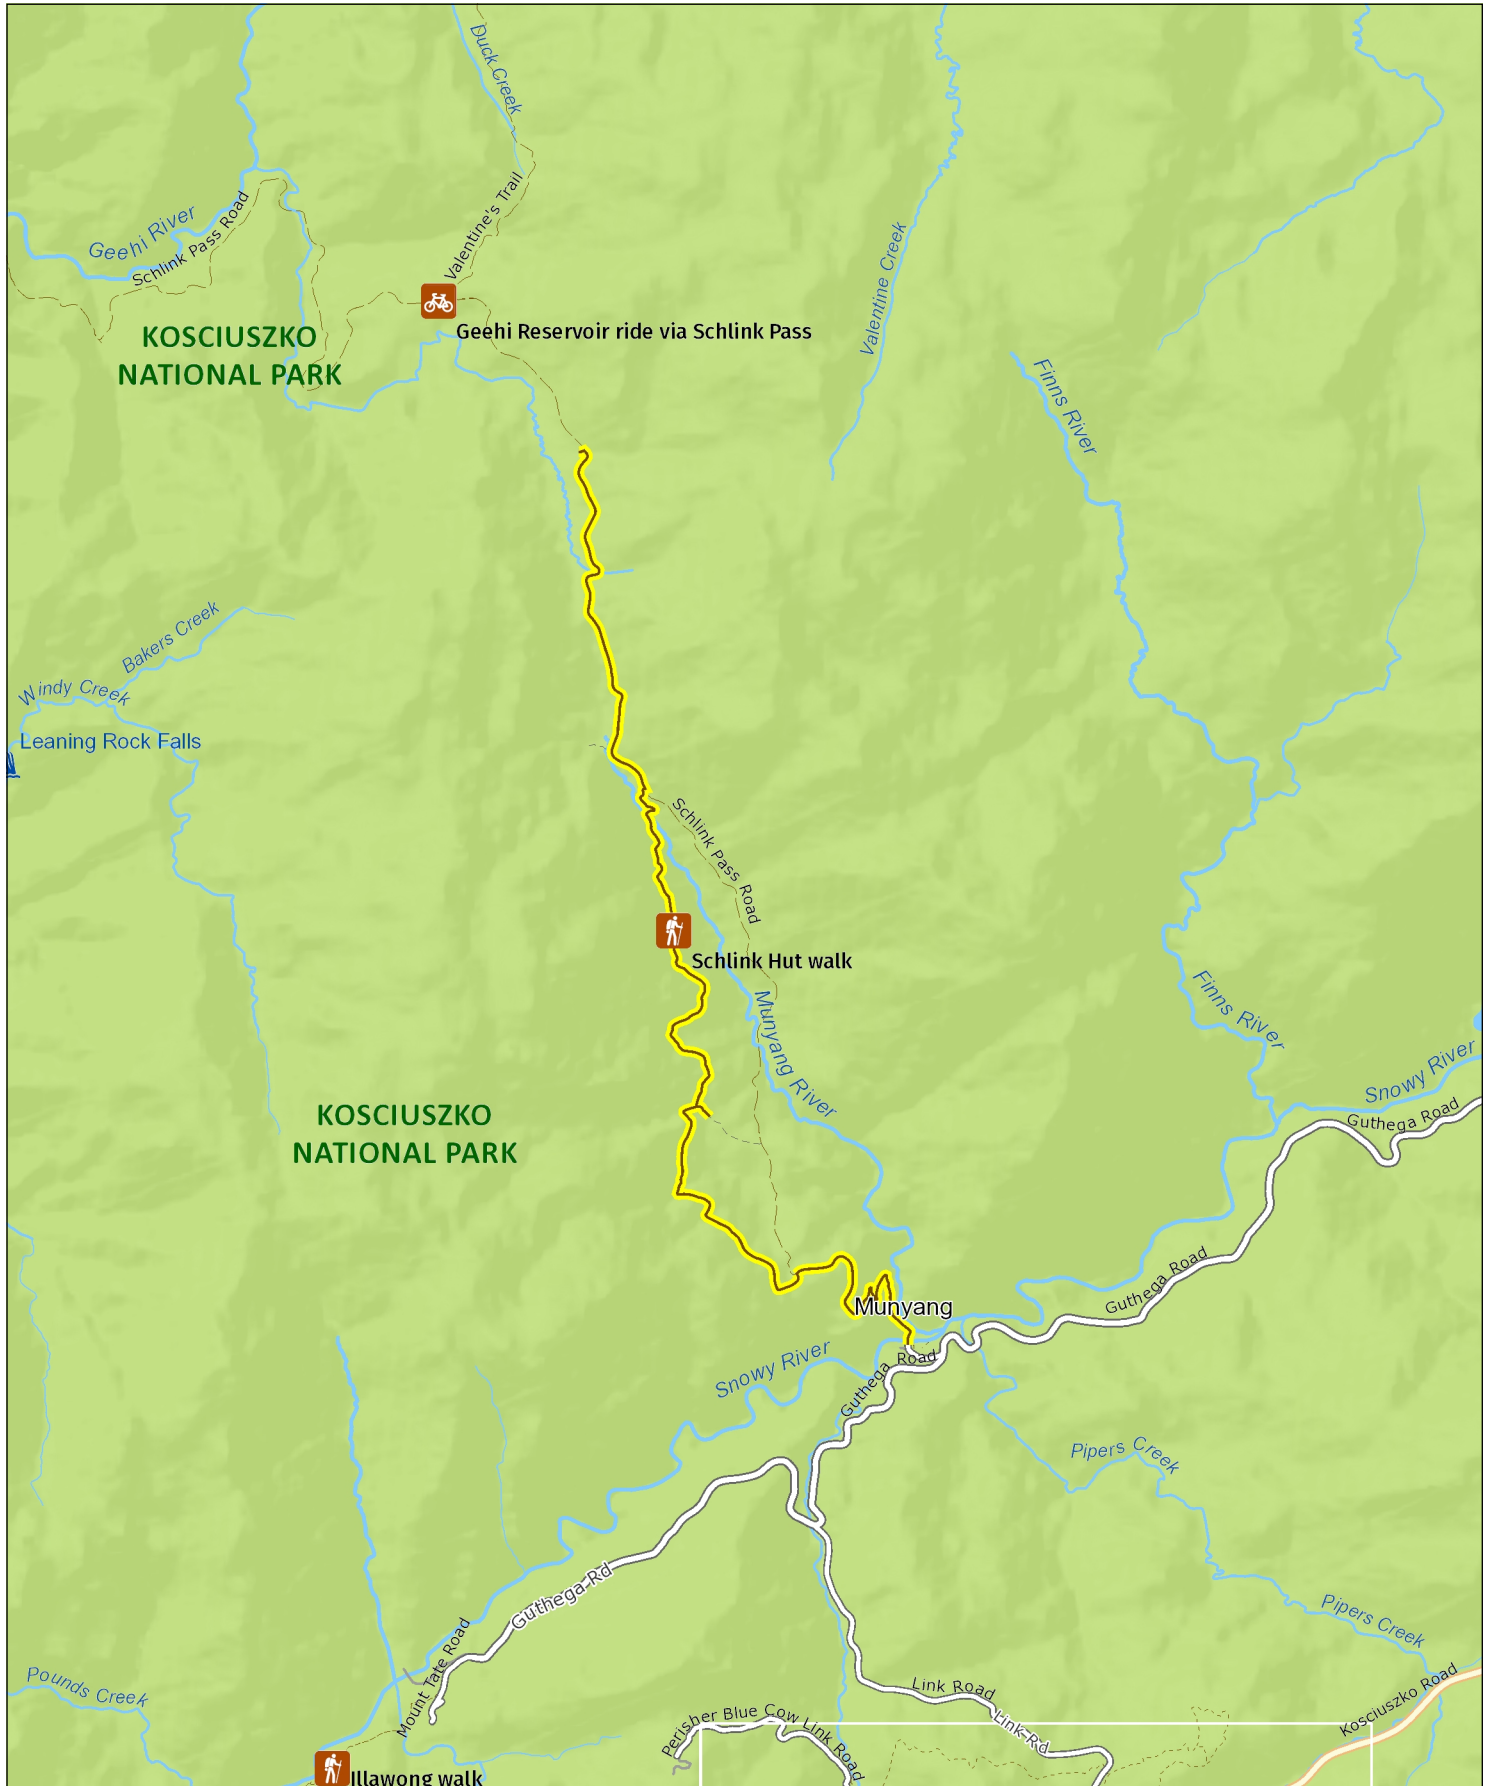 Duck Creek
Valentine's Trail
Geehi River
Schlink Pass Road
Valentine Creek
KOSCIUSZKO
NATIONAL PARK
Geehi Reservoir ride via Schlink Pass
Finns River
Bakers Creek
Windy Creek
Leaning Rock Falls
Schlink Pass Road
Schlink Hut walk
Munyang River
Finns River
Snowy River
Guthega Road
KOSCIUSZKO
NATIONAL PARK
Guthega Road
Munyang
Snowy River
Guthega Road
Pipers Creek
Guthega Rd
Pipers Creek
Mount Tate Road
Pounds Creek
Link Road
Link Rd
Kosciuszko Road
Perisher Blue Cow Link Road
Illawong walk